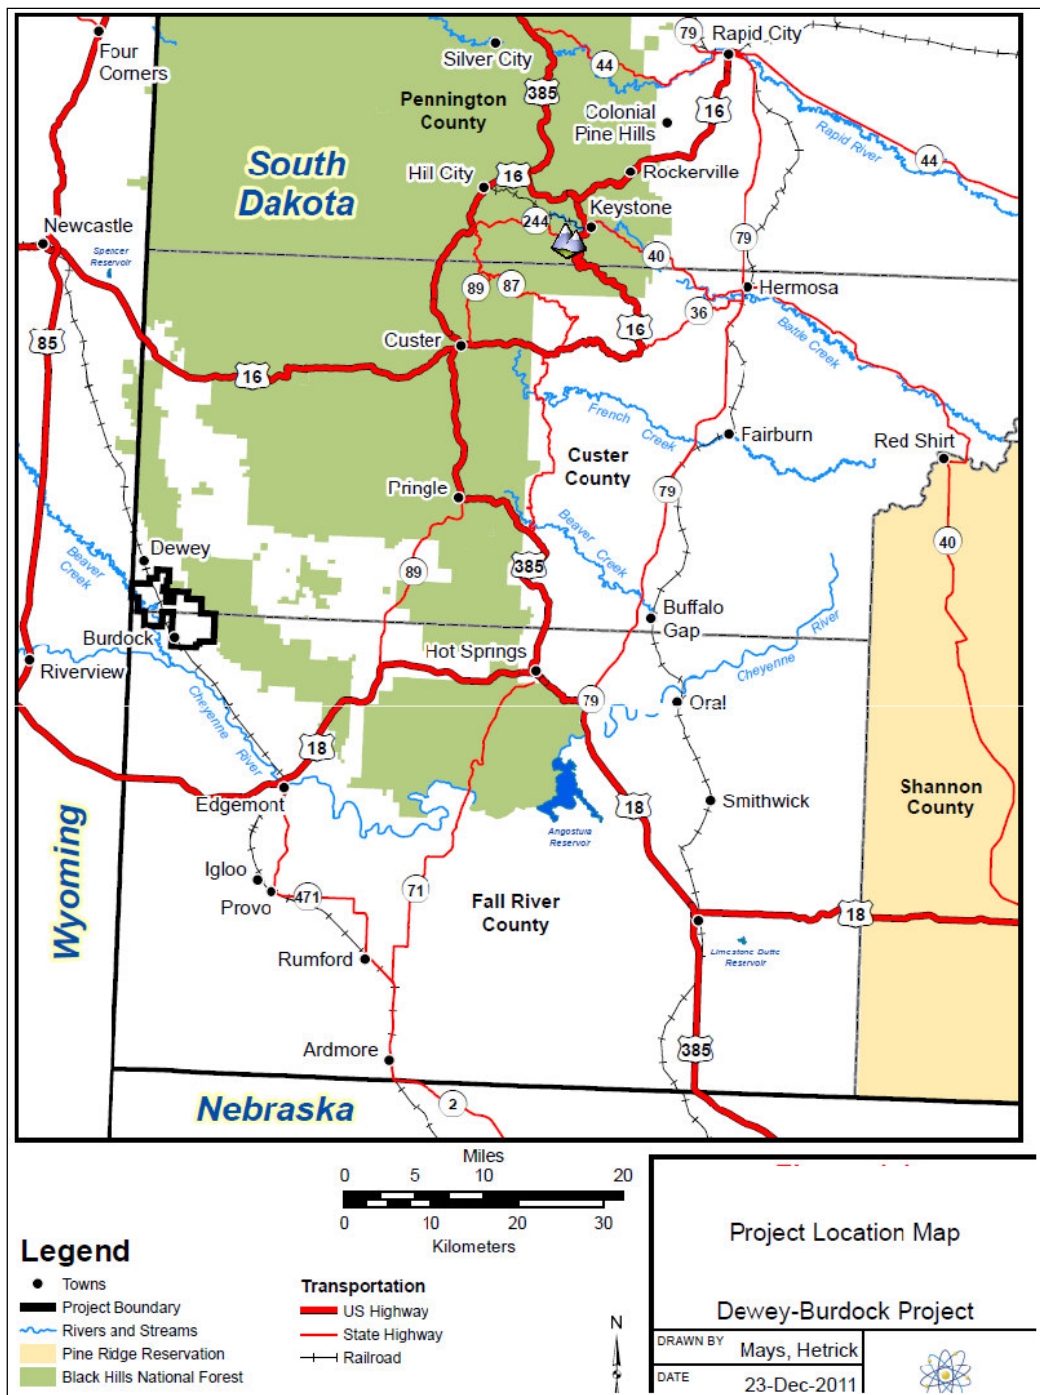 79
Rapid City
Four
Corners
Silver City
44
385
Pennington
County
Colonial
Pine Hills
16
Rapid River
44
South
Dakota
Hill City
16
Rockerville
Keystone
244
Newcastle
Spencer
Reservoir
79
40
89
87
Hermosa
36
85
Custer
16
16
Battle Creek
French
Creek
Fairburn
Red Shirt
Custer
County
Pringle
79
Beaver Creek
40
Dewey
89
385
Beaver
Creek
Buffalo
Gap
River
Burdock
Hot Springs
Riverview
Cheyenne
Cheyenne
River
79
Oral
18
Edgemont
18
Smithwick
Shannon
County
Angostura
Reservoir
Wyoming
Igloo
Provo
471
71
Fall River
County
18
Rumford
Limestone Butte
Reservoir
Ardmore
385
Nebraska
2
Miles
0 5 10 20
0 10 20 30
Kilometers
Legend
Towns
Project Boundary
Rivers and Streams
Pine Ridge Reservation
Black Hills National Forest
Transportation
US Highway
State Highway
Railroad
N
Project Location Map
Dewey-Burdock Project
DRAWN BY Mays, Hetrick
DATE 23-Dec-2011